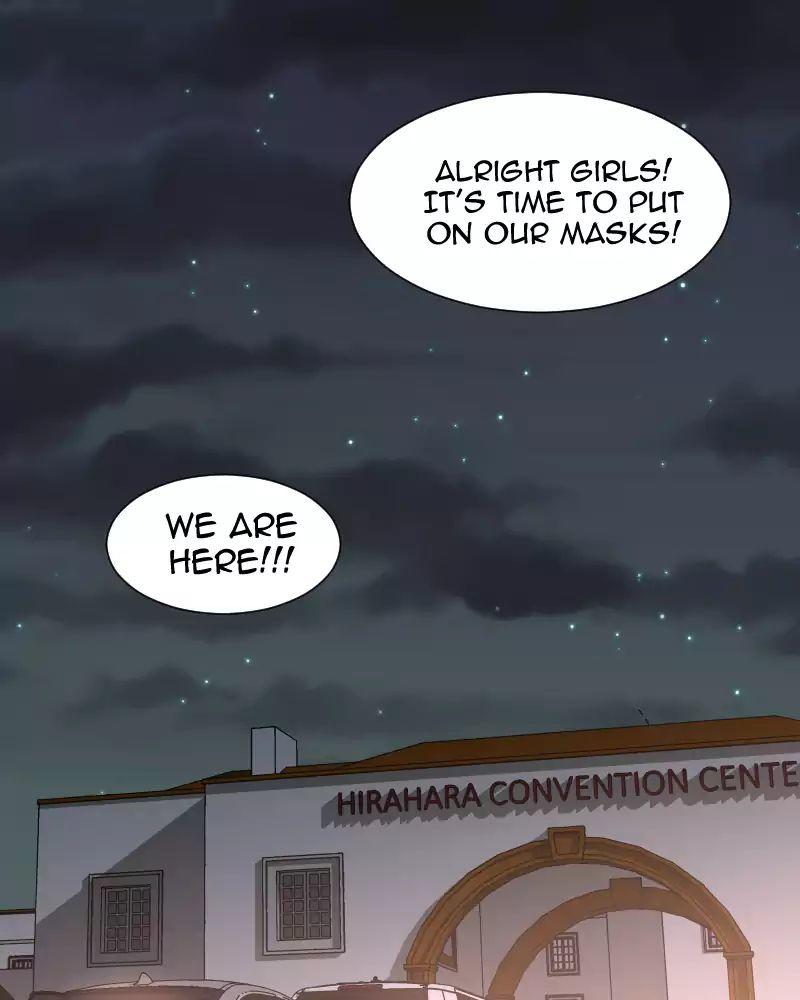 ALRIGHT GIRLS!
IT'S TIME TO PUT
ON OUR MASKS!
WE ARE
HERE!!!
HIRAHARA CONVENTION CENTE